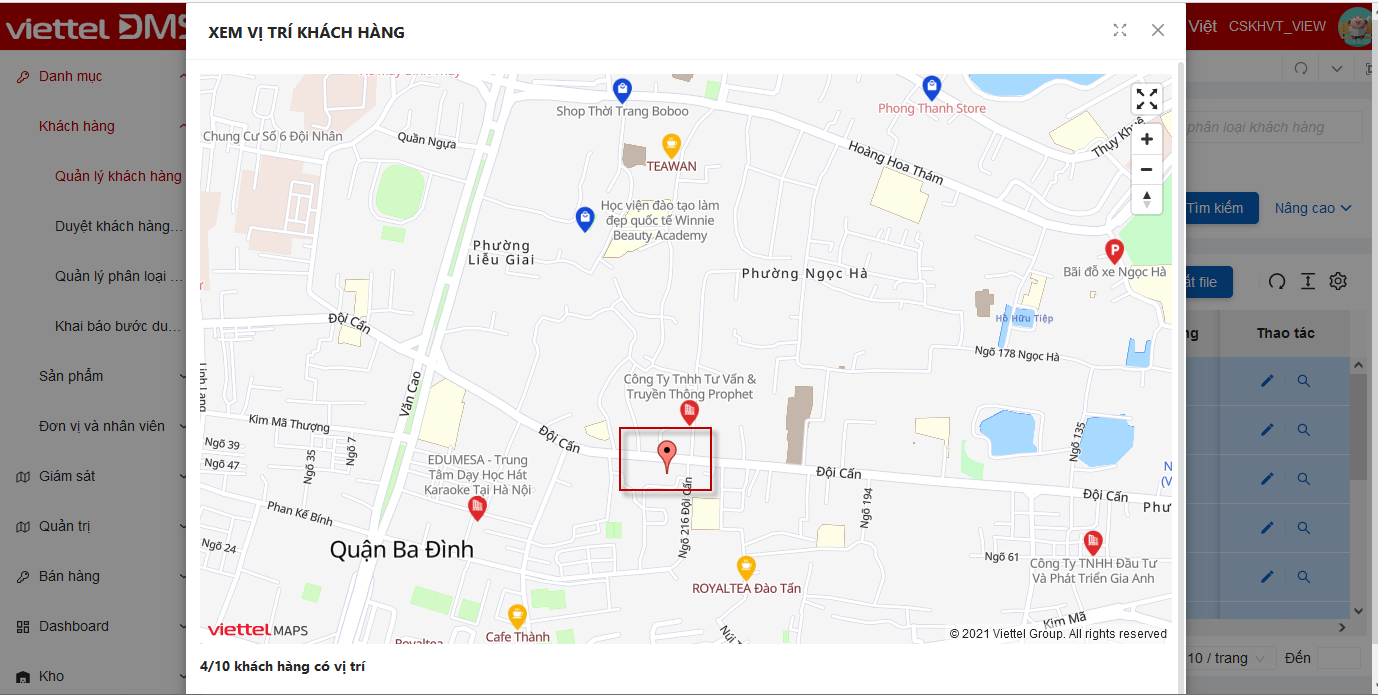 viettel DMS
XEM VỊ TRÍ KHÁCH HÀNG
Việt
CSKHVT_VIEW
Danh mục
Khách hàng
Quản lý khách hàng
Duyệt khách hàng...
Quản lý phân loại ...
Khai báo bước du...
Sản phẩm
Đơn vị và nhân viên
Giám sát
Quản trị
Bán hàng
Dashboard
Kho
Shop Thời Trang Boboo
Phong Thanh Store
Chung Cư Số 6 Đội Nhân
Quần Ngựa
TEAWAN
Hoàng Hoa Thám
Thụy Khuê
Học viện đào tạo làm
đẹp quốc tế Winnie
Beauty Academy
Phường
Liễu Giai
Phường Ngọc Hà
Bãi đỗ xe Ngọc Hà
Đội Cấn
Hồ Hữu Tiệp
Ngõ 178 Ngọc Hà
Linh Lang
Văn Cao
Công Ty Tnhh Tư Vấn &
Truyền Thông Prophet
Kim Mã Thượng
Ngõ 39
Ngõ 47
Ngõ 35
Ngõ 7
Đội Cấn
EDUMESA - Trung
Tâm Dạy Học Hát
Karaoke Tại Hà Nội
Ngõ 135
Đội Cấn
Đội Cấn
Phan Kế Bính
Ngõ 216 Đội Cấn
Ngõ 194
Ngõ 24
Quận Ba Đình
Ngõ 61
Công Ty TNHH Đầu Tư
Và Phát Triển Gia Anh
ROYALTEA Đào Tấn
Cafe Thành
Royaltea
Kim Mã
viettel MAPS
© 2021 Viettel Group. All rights reserved
4/10 khách hàng có vị trí
phân loại khách hàng
Tìm kiếm
Nâng cao
file
Thao tác
10 / trang
Đến